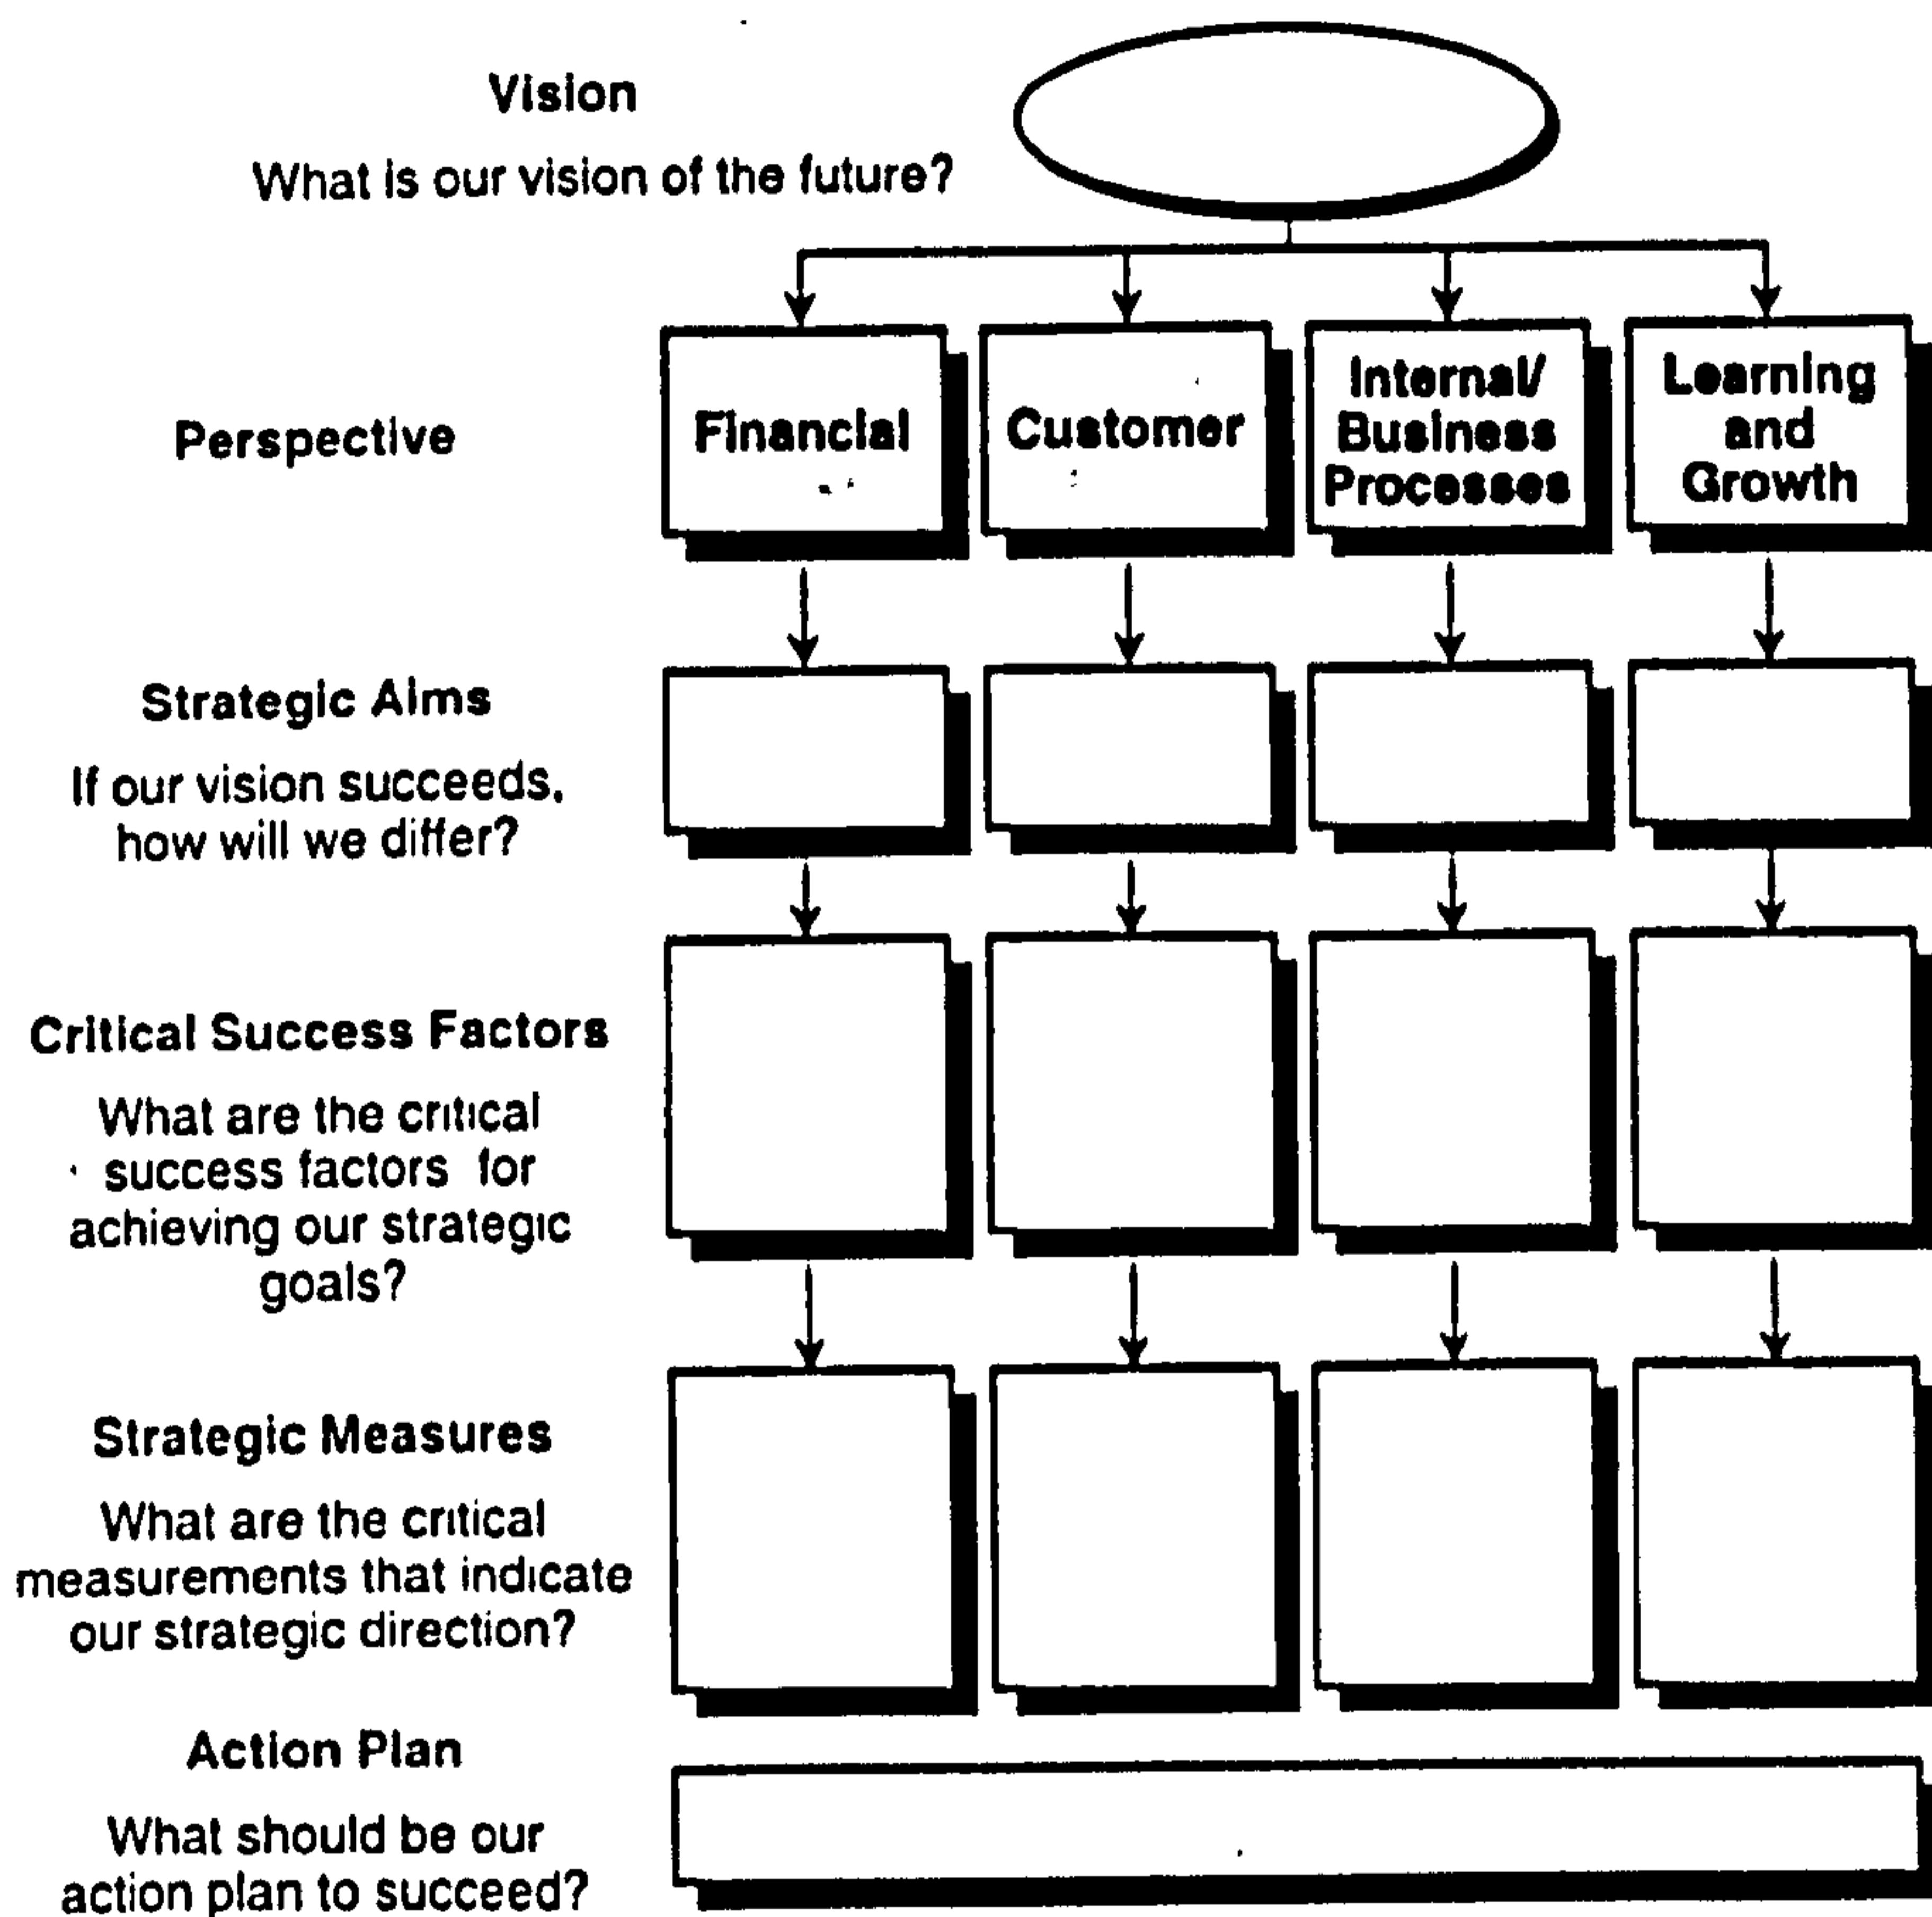 Vision
What is our vision of the future?
Perspective
Financial
Customer
Internal/
Business
Processes
Learning
and
Growth
Strategic Aims
If our vision succeeds,
how will we differ?
Critical Success Factors
What are the critical
success factors for
achieving our strategic
goals?
Strategic Measures
What are the critical
measurements that indicate
our strategic direction?
Action Plan
What should be our
action plan to succeed?